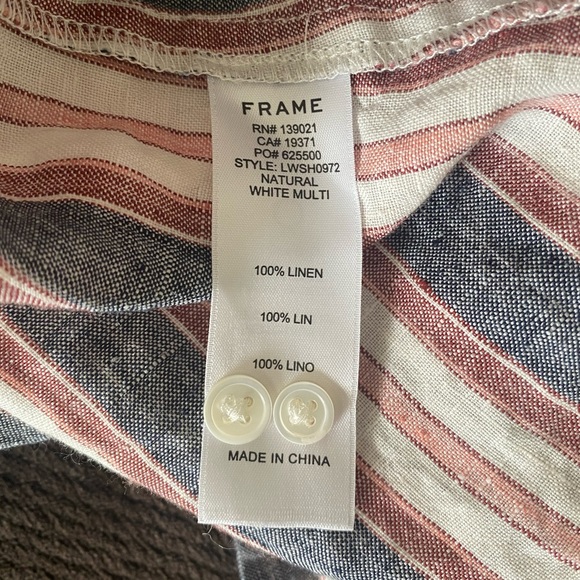 FRAME
RN# 139021
CA# 19371
PO# 625500
STYLE: LWSH0972
NATURAL
WHITE MULTI
100% LINEN
100% LIN
100% LINO
MADE IN CHINA